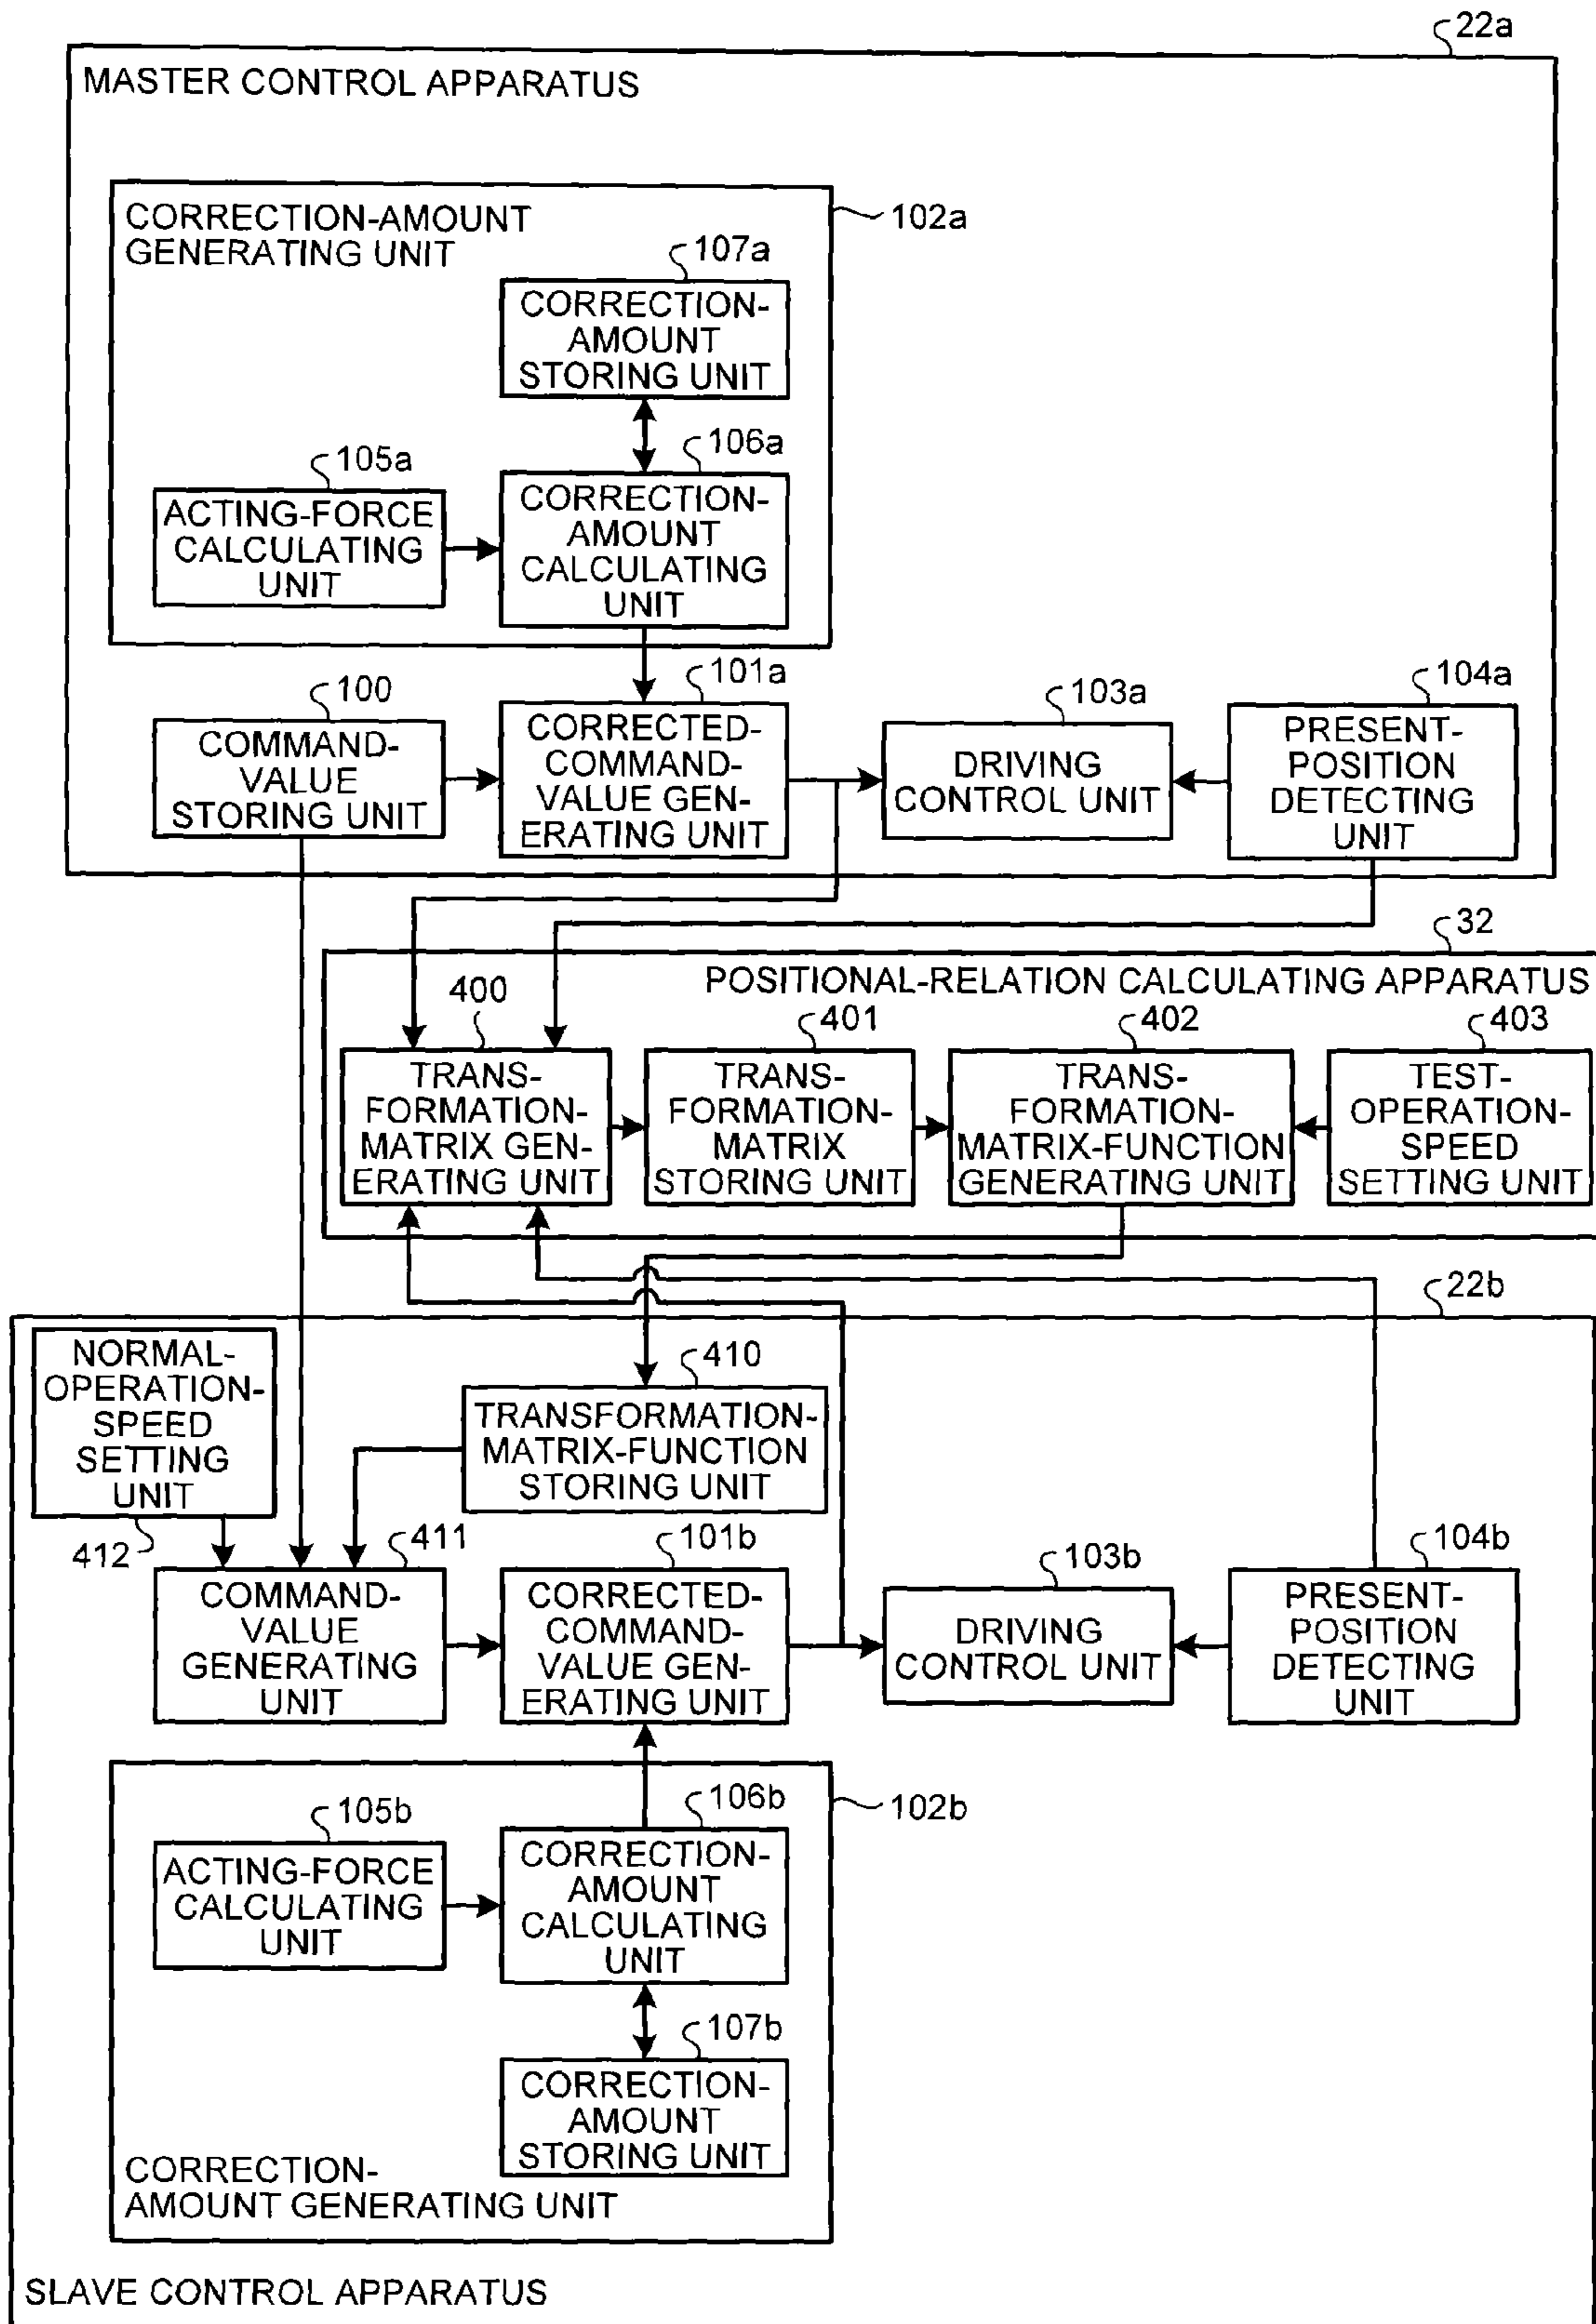 22a
MASTER CONTROL APPARATUS
CORRECTION-AMOUNT
GENERATING UNIT
102a
107a
CORRECTION-
AMOUNT
STORING UNIT
106a
105a
ACTING-FORCE
CALCULATING
UNIT
CORRECTION-
AMOUNT
CALCULATING
UNIT
100
COMMAND-
VALUE
STORING UNIT
101a
CORRECTED-
COMMAND-
VALUE GEN-
ERATING UNIT
103a
DRIVING
CONTROL UNIT
104a
PRESENT-
POSITION
DETECTING
UNIT
32
POSITIONAL-RELATION CALCULATING APPARATUS
400
TRANS-
FORMATION-
MATRIX GEN-
ERATING UNIT
401
TRANS-
FORMATION-
MATRIX
STORING UNIT
402
TRANS-
FORMATION-
MATRIX-FUNCTION
GENERATING UNIT
403
TEST-
OPERATION-
SPEED
SETTING UNIT
22b
NORMAL-
OPERATION-
SPEED
SETTING
UNIT
412
410
TRANSFORMATION-
MATRIX-FUNCTION
STORING UNIT
411
COMMAND-
VALUE
GENERATING
UNIT
101b
CORRECTED-
COMMAND-
VALUE GEN-
ERATING UNIT
103b
DRIVING
CONTROL UNIT
104b
PRESENT-
POSITION
DETECTING
UNIT
102b
105b
ACTING-FORCE
CALCULATING
UNIT
106b
CORRECTION-
AMOUNT
CALCULATING
UNIT
107b
CORRECTION-
AMOUNT
STORING UNIT
CORRECTION-
AMOUNT GENERATING UNIT
SLAVE CONTROL APPARATUS